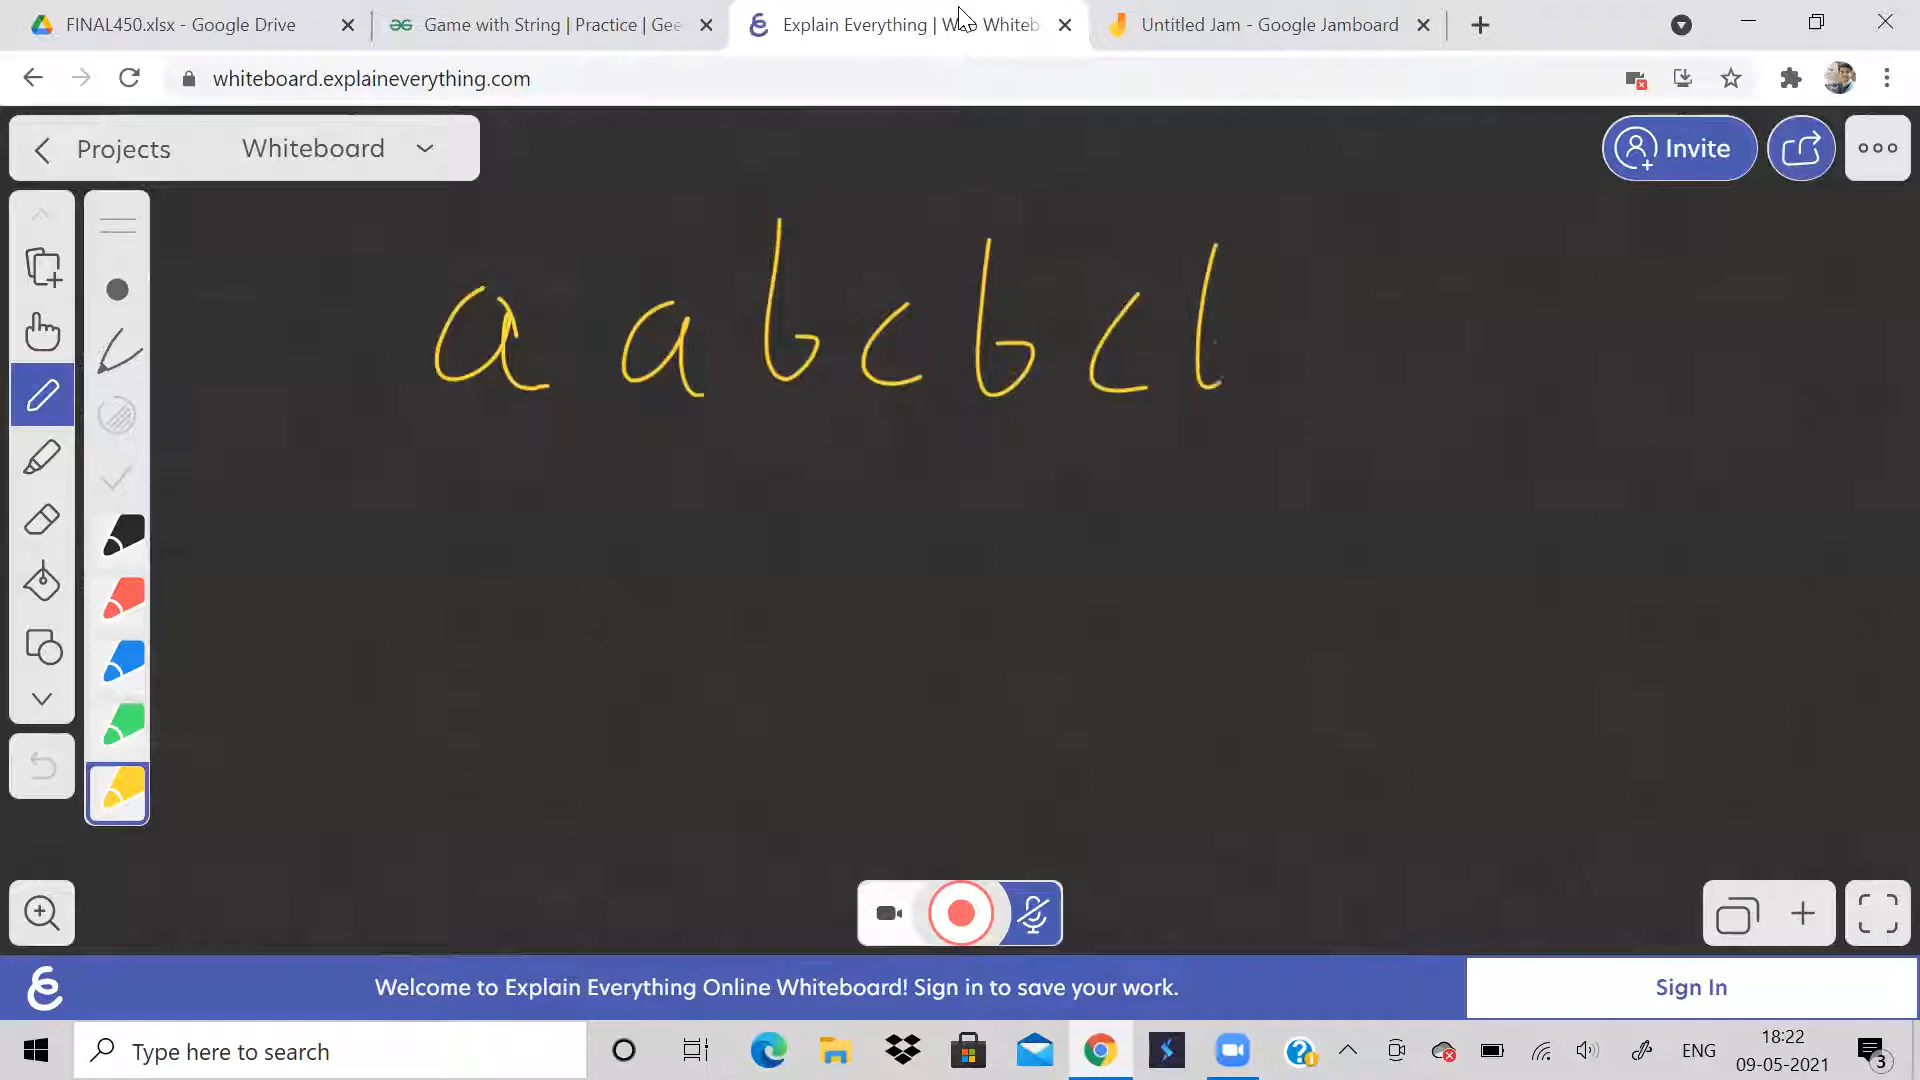 FINAL450.xlsx - Google Drive
Game with String | Practice | Gee
Explain Everything | W Whiteb
Untitled Jam - Google Jamboard
whiteboard.explaineverything.com
Projects
Whiteboard
Invite
a a b c b c l
Welcome to Explain Everything Online Whiteboard! Sign in to save your work.
Sign In
Type here to search
ENG
18:22
09-05-2021
3